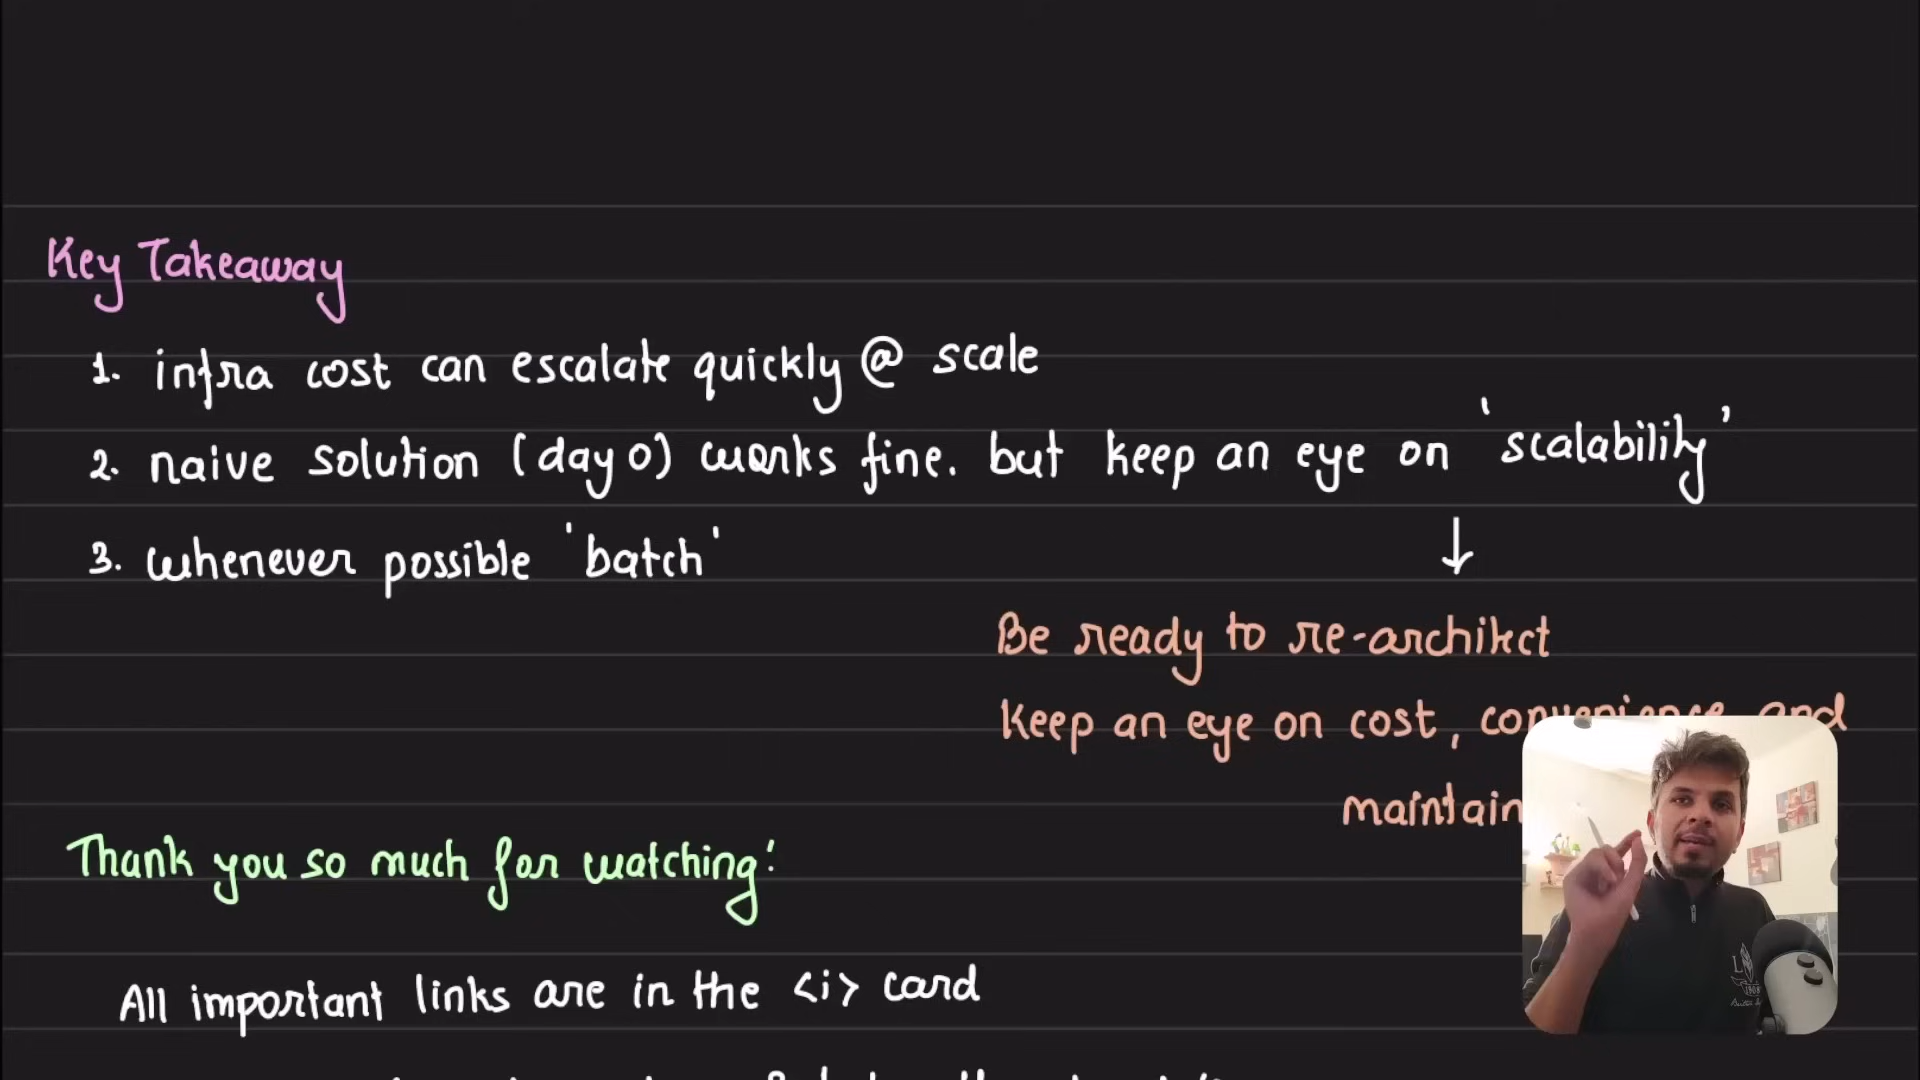 Key Takeaway
1. infra cost can escalate quickly @ scale
2. naive solution (day 0) works fine. but keep an eye on 'scalability'
3. whenever possible 'batch'
↓
Be ready to re-architect
Keep an eye on cost, convenience and
maintain
Thank you so much for watching!
All important links are in the <i> card